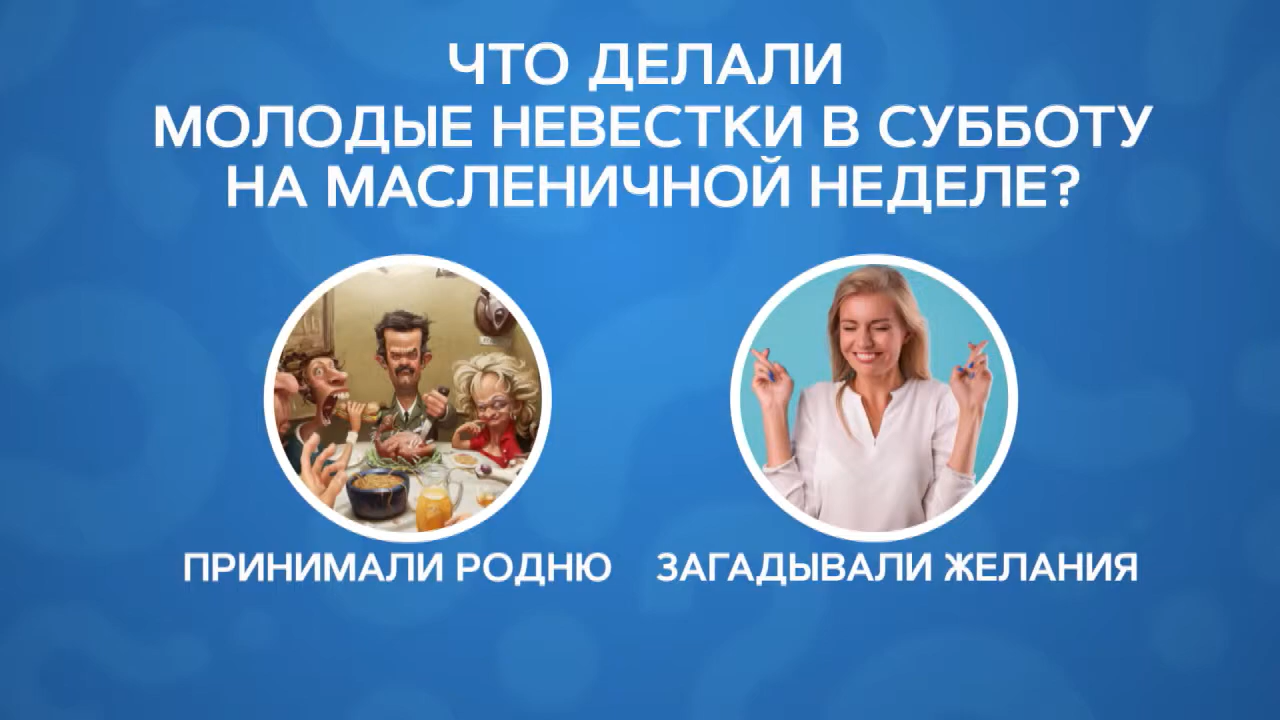 ЧТО ДЕЛАЛИ
МОЛОДЫЕ НЕВЕСТКИ В СУББОТУ
НА МАСЛЕНИЧНОЙ НЕДЕЛЕ?
ПРИНИМАЛИ РОДНЮ
ЗАГАДЫВАЛИ ЖЕЛАНИЯ